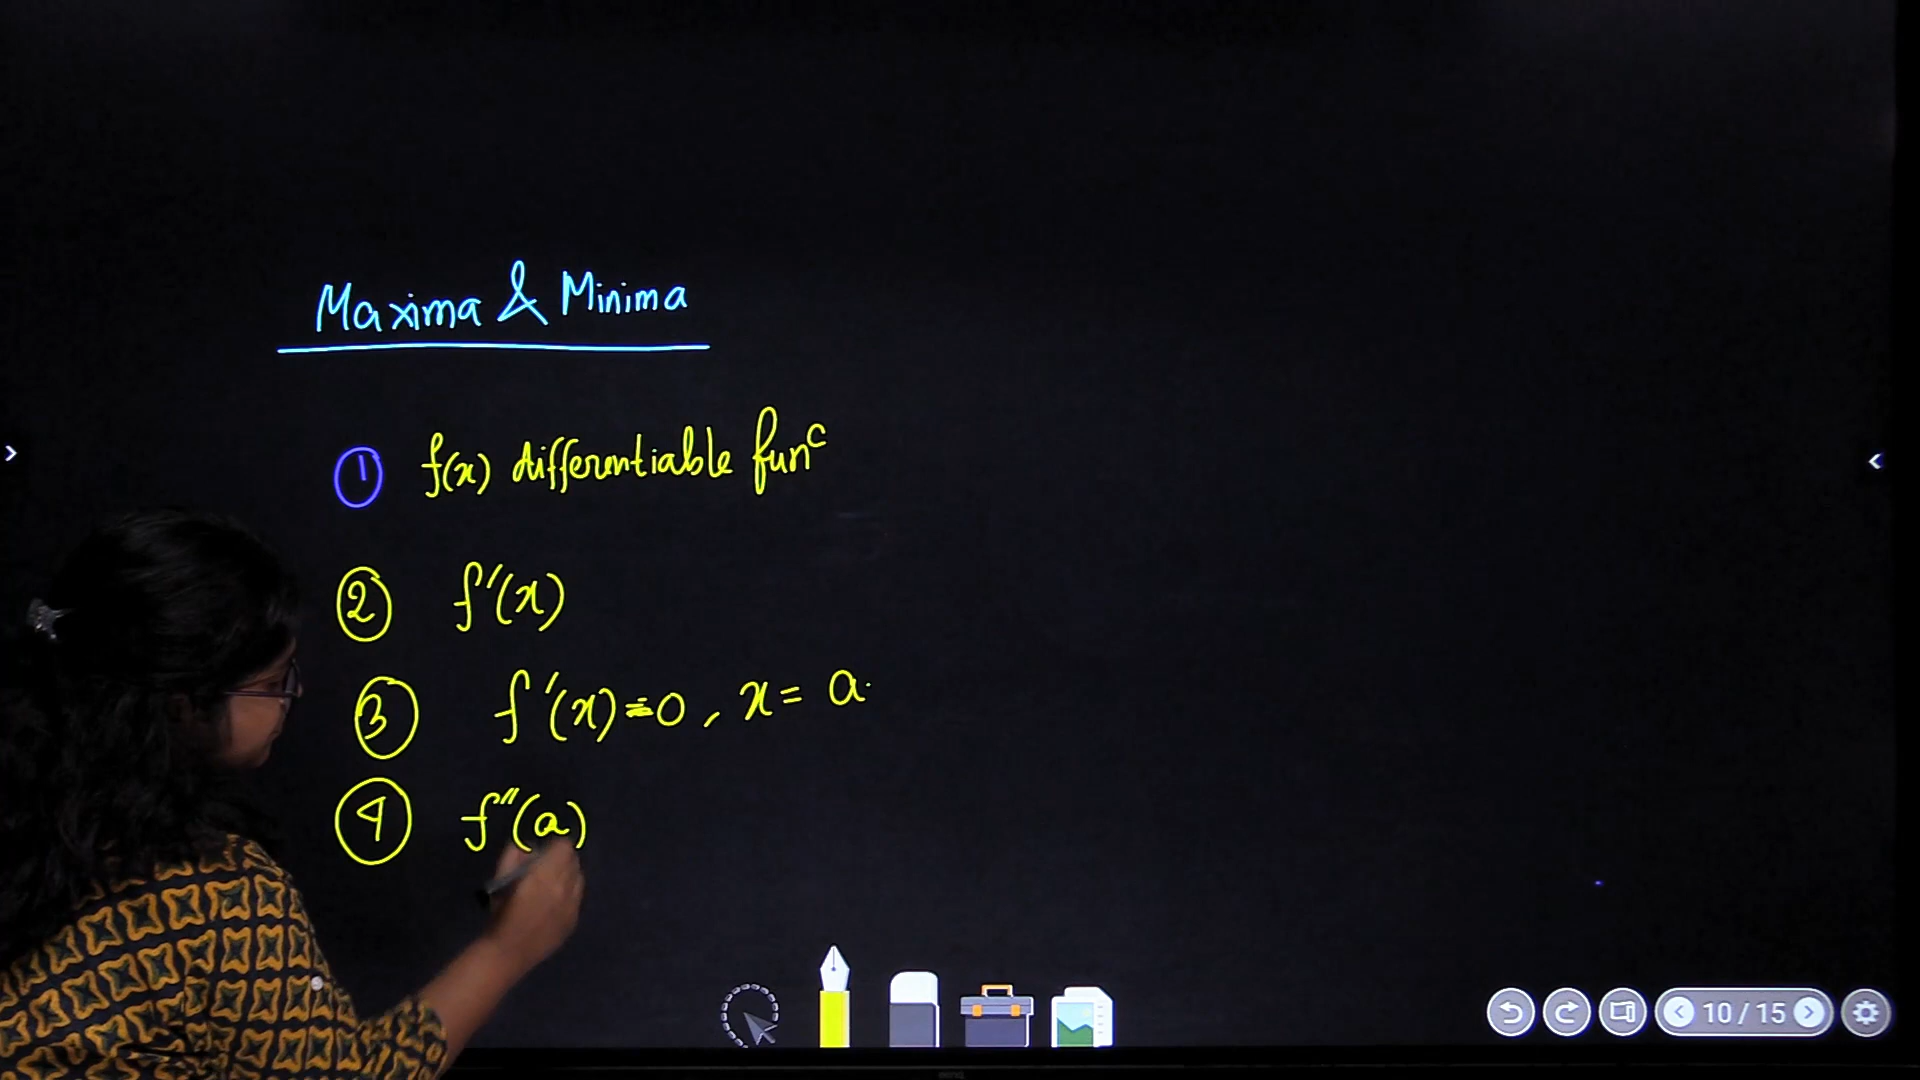 Maxima & Minima
① f(x) differentiable funᶜ
② f'(x)
③ f'(x)=0, x= a.
④ f"(a)
10/15